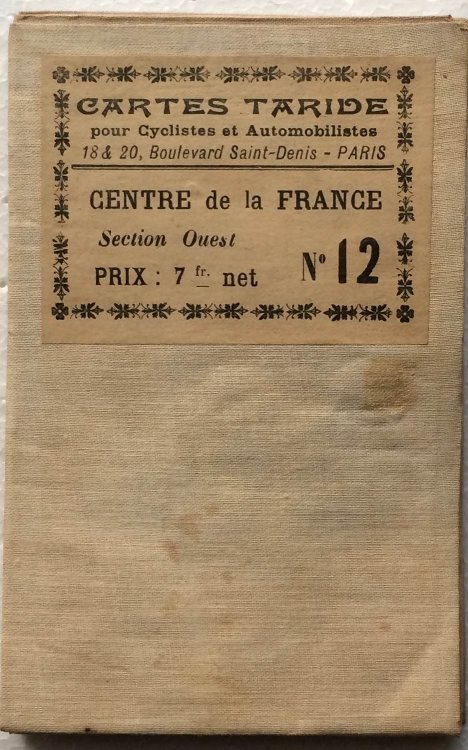 CARTES TARIDE
pour Cyclistes et Automobilistes
18 & 20, Boulevard Saint-Denis - PARIS
CENTRE de la FRANCE
Section Ouest
PRIX : 7 fr. net
Nº 12